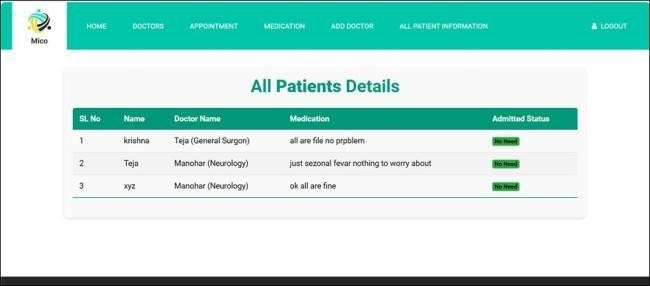 HOME DOCTORS APPOINTMENT MEDICATION ADD DOCTOR ALL PATIENT INFORMATION LOGOUT
Mico
All Patients Details
SL No Name Doctor Name Medication Admitted Status
1 krishna Teja (General Surgon) all are file no prpblem No Need
2 Teja Manohar (Neurology) just sezonal fevar nothing to worry about No Need
3 xyz Manohar (Neurology) ok all are fine No Need